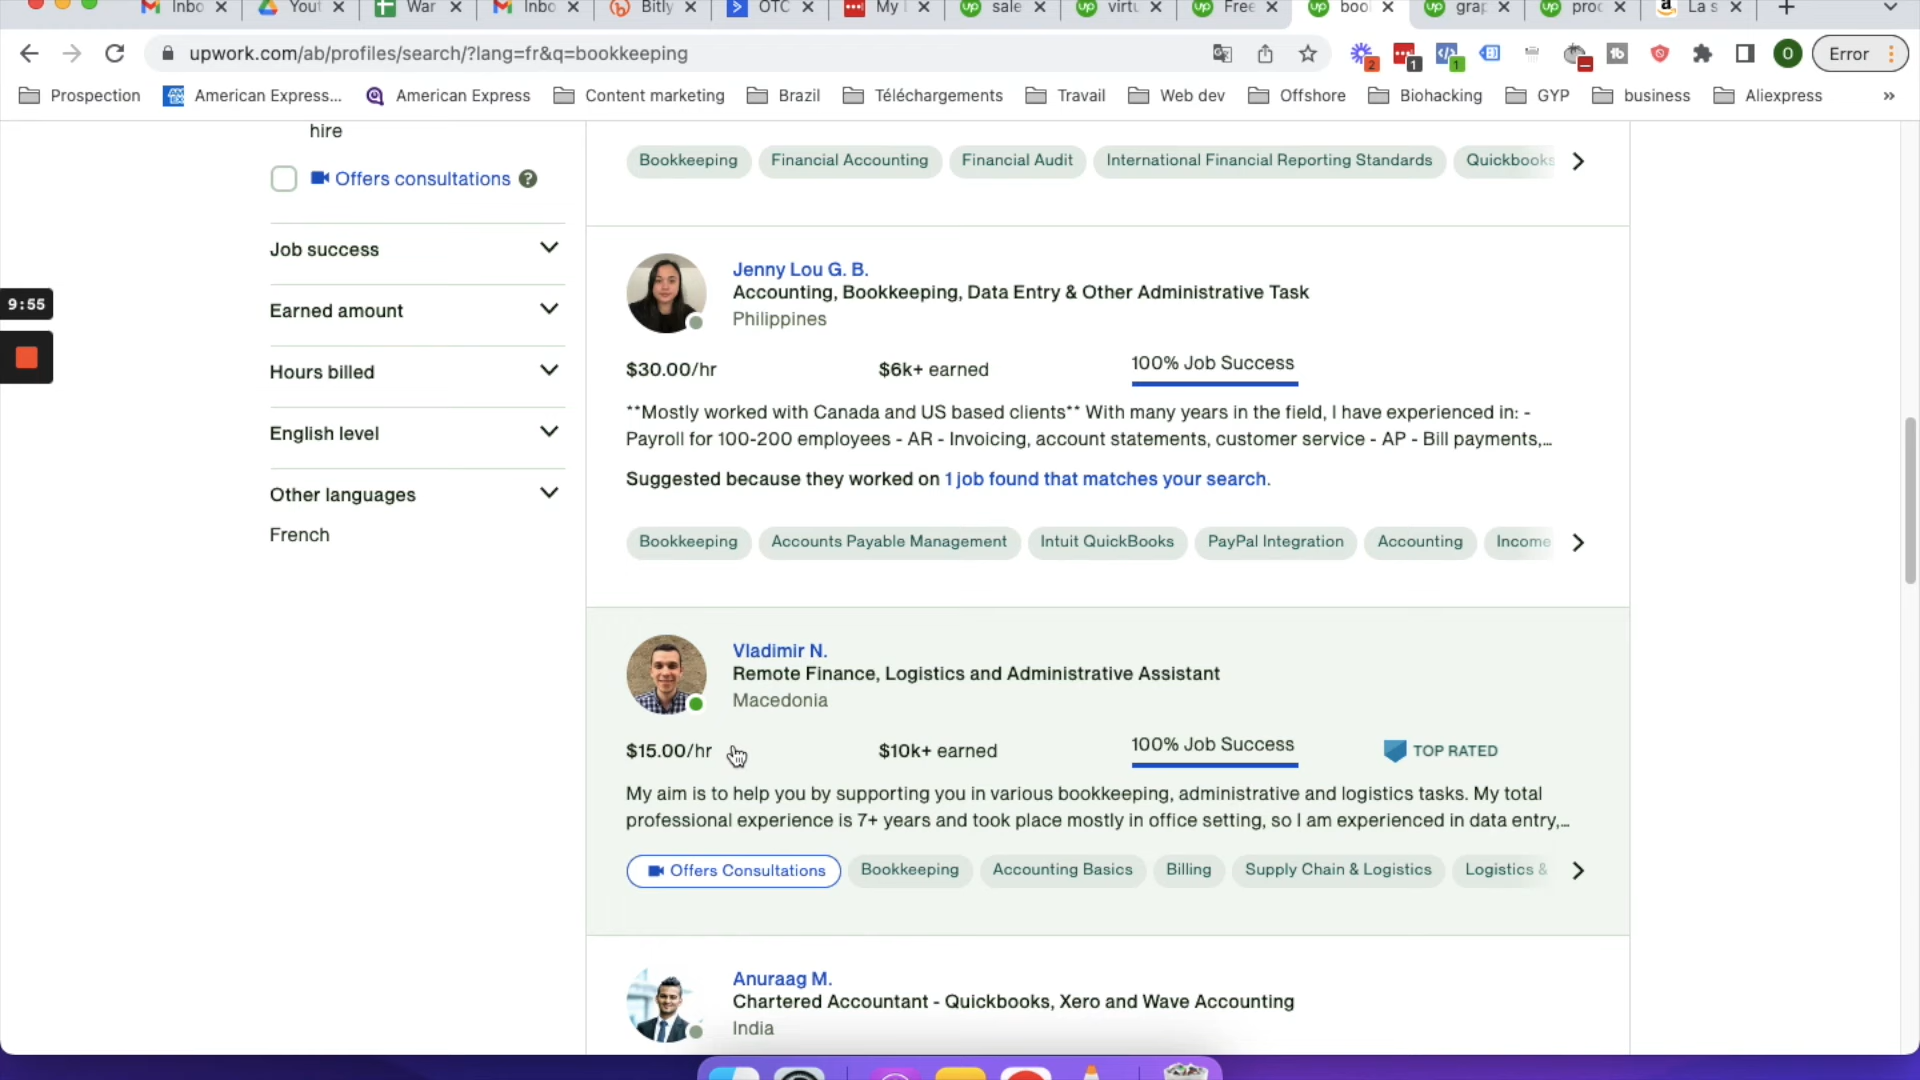 Inbo
Yout
War
Inbo
Bitly
OTC
My
sale
virtu
Free
book
grap
proc
La s
upwork.com/ab/profiles/search/?lang=fr&q=bookkeeping
2
1
1
O
Error
Prospection
American Express...
American Express
Content marketing
Brazil
Téléchargements
Travail
Web dev
Offshore
Biohacking
GYP
business
Aliexpress
»
hire
Offers consultations ?
Job success
Earned amount
Hours billed
English level
Other languages
French
9:55
Bookkeeping
Financial Accounting
Financial Audit
International Financial Reporting Standards
Quickbooks
Jenny Lou G. B.
Accounting, Bookkeeping, Data Entry & Other Administrative Task
Philippines
$30.00/hr
$6k+ earned
100% Job Success
**Mostly worked with Canada and US based clients** With many years in the field, I have experienced in: -
Payroll for 100-200 employees - AR - Invoicing, account statements, customer service - AP - Bill payments,…
Suggested because they worked on 1 job found that matches your search.
Bookkeeping
Accounts Payable Management
Intuit QuickBooks
PayPal Integration
Accounting
Income
Vladimir N.
Remote Finance, Logistics and Administrative Assistant
Macedonia
$15.00/hr
$10k+ earned
100% Job Success
TOP RATED
My aim is to help you by supporting you in various bookkeeping, administrative and logistics tasks. My total
professional experience is 7+ years and took place mostly in office setting, so I am experienced in data entry,…
Offers Consultations
Bookkeeping
Accounting Basics
Billing
Supply Chain & Logistics
Logistics &
Anuraag M.
Chartered Accountant - Quickbooks, Xero and Wave Accounting
India